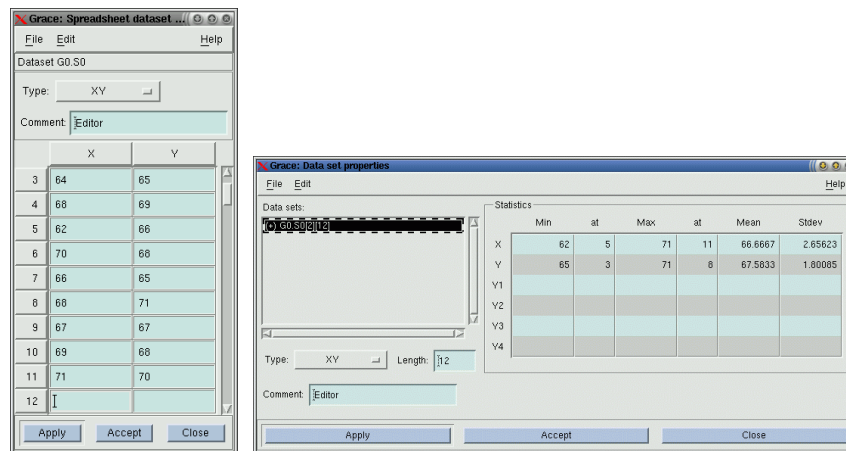 Grace: Spreadsheet dataset ...
File Edit Help
Dataset G0.S0
Type: XY
Comment: Editor
X Y
3 64 65
4 68 69
5 62 66
6 70 68
7 66 65
8 68 71
9 67 67
10 69 68
11 71 70
12
Apply Accept Close
Grace: Data set properties
File Edit Help
Data sets:
(+) G0.S0[2][12]
Type: XY Length: 12
Comment: Editor
Statistics
Min at Max at Mean Stdev
X 62 5 71 11 66.6667 2.65623
Y 65 3 71 8 67.5833 1.80085
Y1
Y2
Y3
Y4
Apply Accept Close